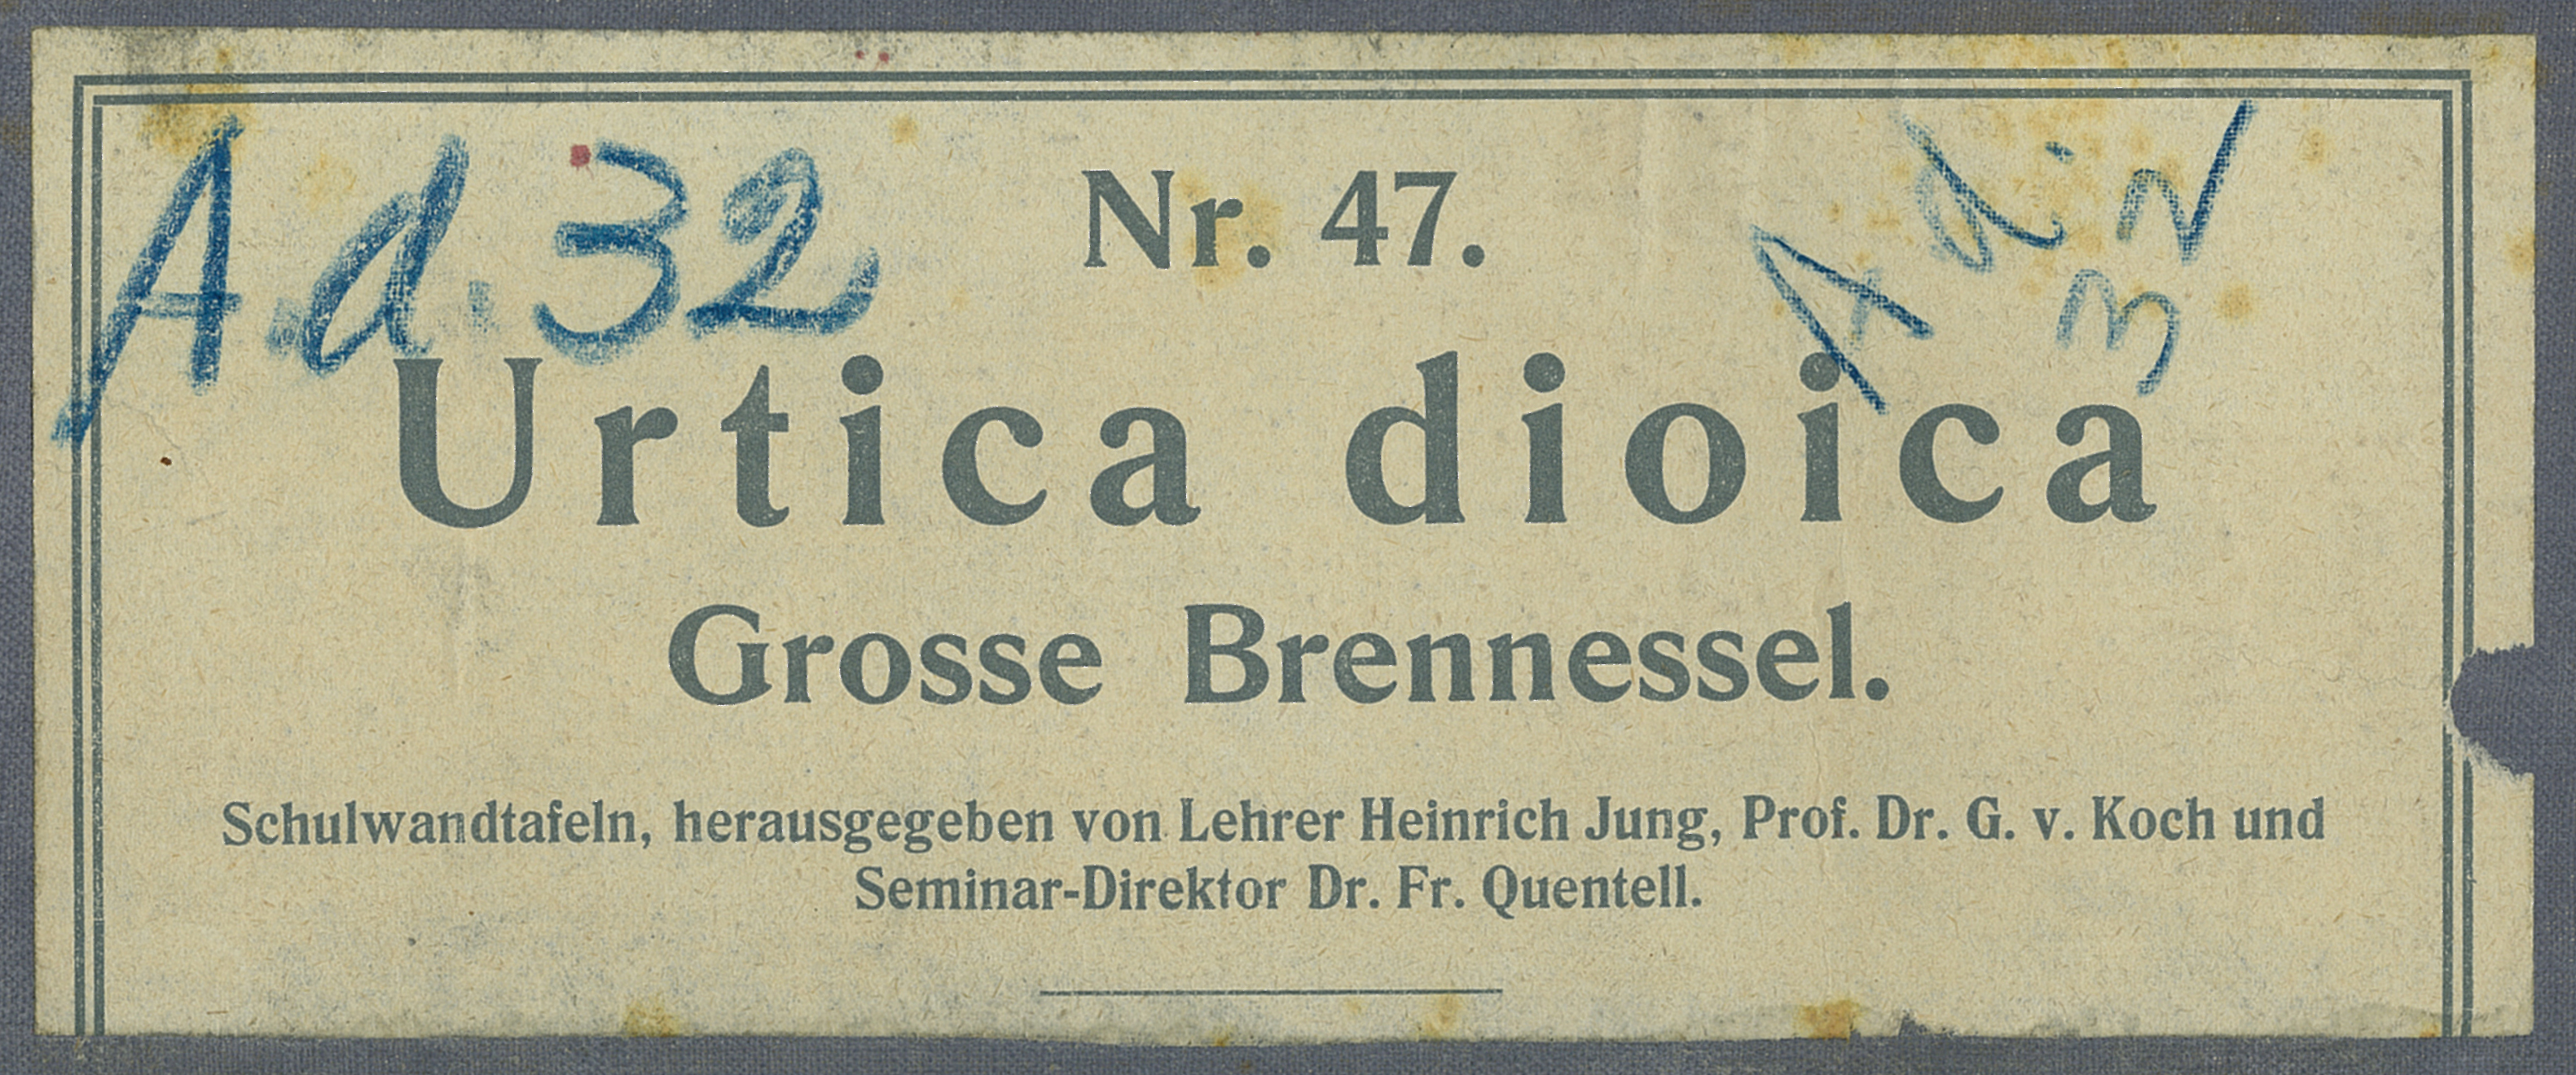 A. d. 32
Nr. 47.
A d. 32
Urtica dioica
Grosse Brennessel.
Schulwandtafeln, herausgegeben von Lehrer Heinrich Jung, Prof. Dr. G. v. Koch und
Seminar-Direktor Dr. Fr. Quentell.